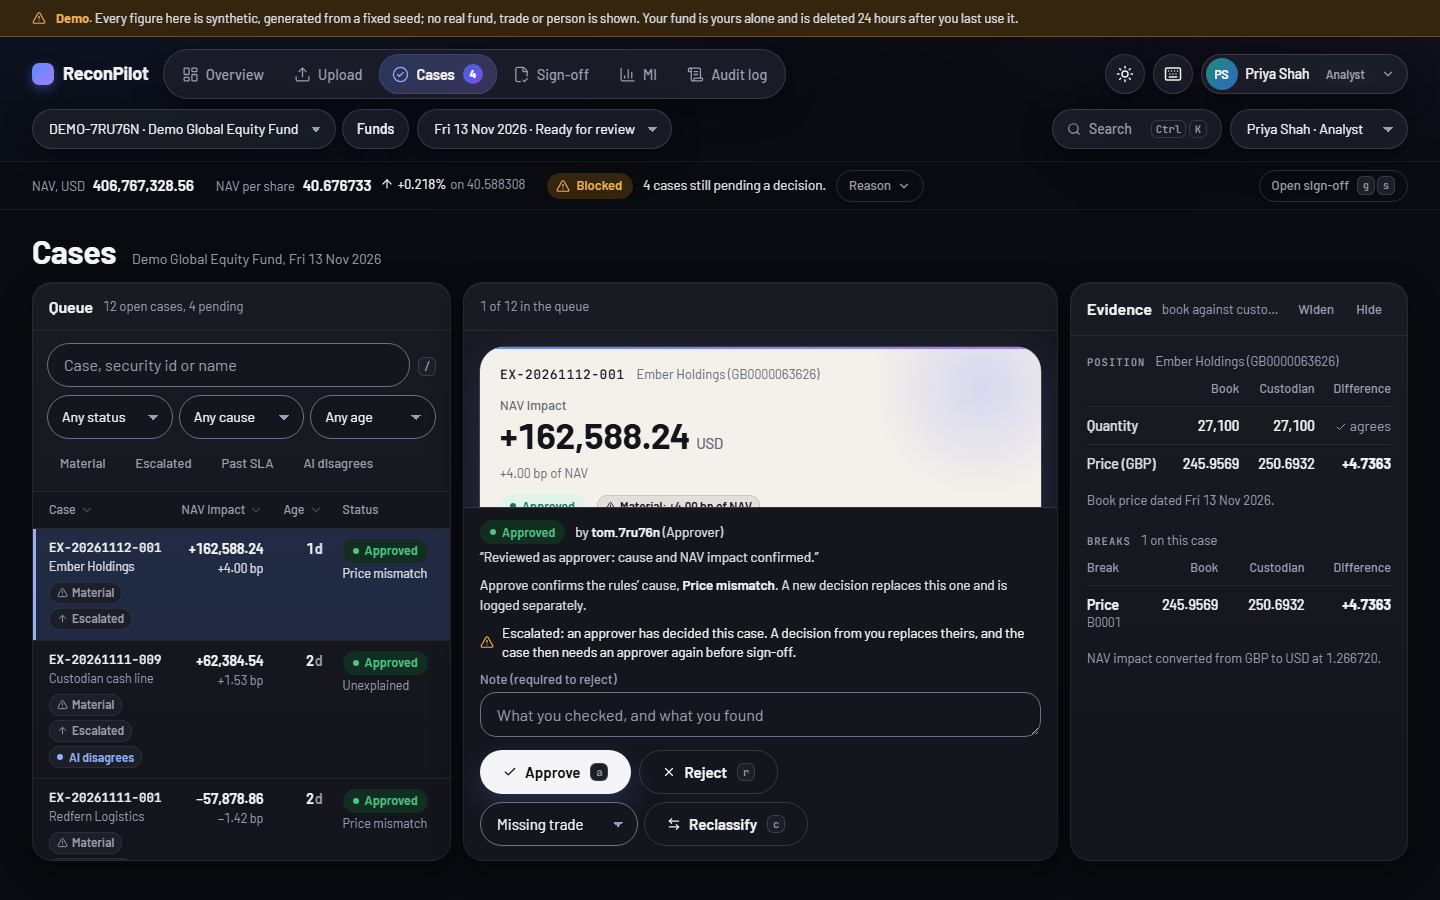 Demo. Every figure here is synthetic, generated from a fixed seed; no real fund, trade or person is shown. Your fund is yours alone and is deleted 24 hours after you last use it.
ReconPilot
Overview
Upload
Cases 4
Sign-off
MI
Audit log
PS Priya Shah Analyst
DEMO-7RU76N · Demo Global Equity Fund
Funds
Fri 13 Nov 2026 · Ready for review
Search Ctrl K
Priya Shah · Analyst
NAV, USD 406,767,328.56
NAV per share 40.676733 ↑ +0.218% on 40.588308
Blocked 4 cases still pending a decision.
Reason
Open sign-off g s
Cases Demo Global Equity Fund, Fri 13 Nov 2026
Queue 12 open cases, 4 pending
Case, security id or name /
Any status
Any cause
Any age
Material Escalated Past SLA AI disagrees
Case NAV Impact Age Status
EX-20261112-001 +162,588.24 1d Approved
Ember Holdings +4.00 bp Price mismatch
Material
↑ Escalated
EX-20261111-009 +62,384.54 2d Approved
Custodian cash line +1.53 bp Unexplained
Material
↑ Escalated
AI disagrees
EX-20261111-001 −57,878.86 2d Approved
Redfern Logistics −1.42 bp Price mismatch
Material
1 of 12 in the queue
EX-20261112-001 Ember Holdings (GB0000063626)
NAV Impact
+162,588.24 USD
+4.00 bp of NAV
Approved Material: +4.00 bp of NAV
Approved by tom.7ru76n (Approver)
“Reviewed as approver: cause and NAV impact confirmed.”
Approve confirms the rules’ cause, Price mismatch. A new decision replaces this one and is
logged separately.
Escalated: an approver has decided this case. A decision from you replaces theirs, and the
case then needs an approver again before sign-off.
Note (required to reject)
What you checked, and what you found
✓ Approve a
Reject r
Missing trade
Reclassify c
Evidence book against custo... Widen Hide
POSITION Ember Holdings (GB0000063626)
Book Custodian Difference
Quantity 27,100 27,100 ✓ agrees
Price (GBP) 245.9569 250.6932 +4.7363
Book price dated Fri 13 Nov 2026.
BREAKS 1 on this case
Break Book Custodian Difference
Price 245.9569 250.6932 +4.7363
B0001
NAV impact converted from GBP to USD at 1.266720.